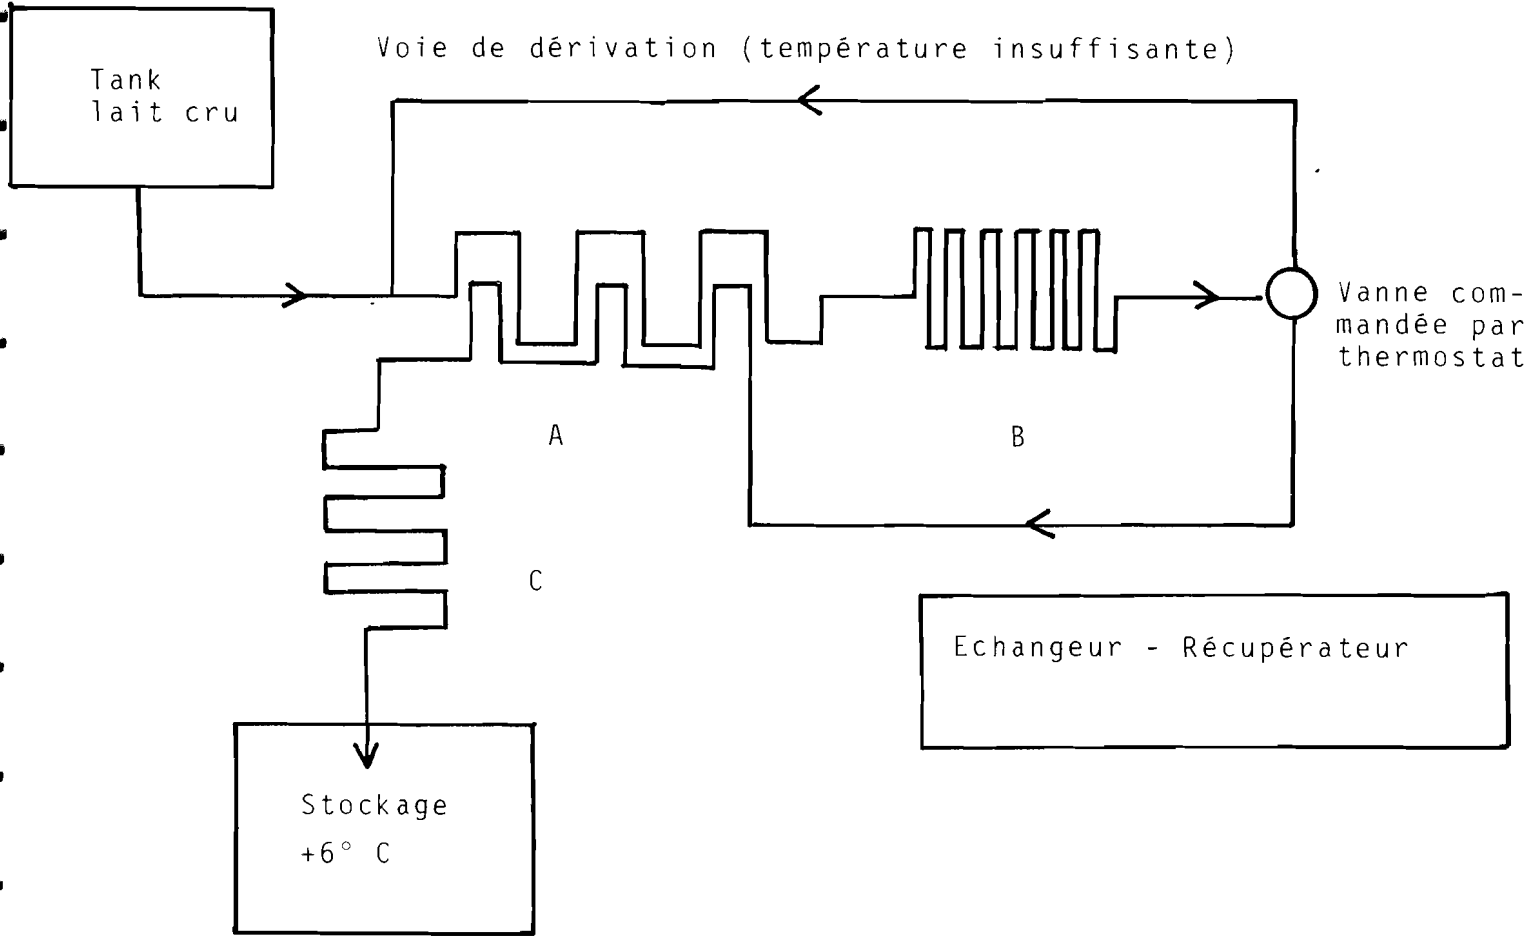 Voie de dérivation (température insuffisante)
Tank
lait cru
Vanne com-
mandée par
thermostat
A
B
C
Echangeur - Récupérateur
Stockage
+6° C